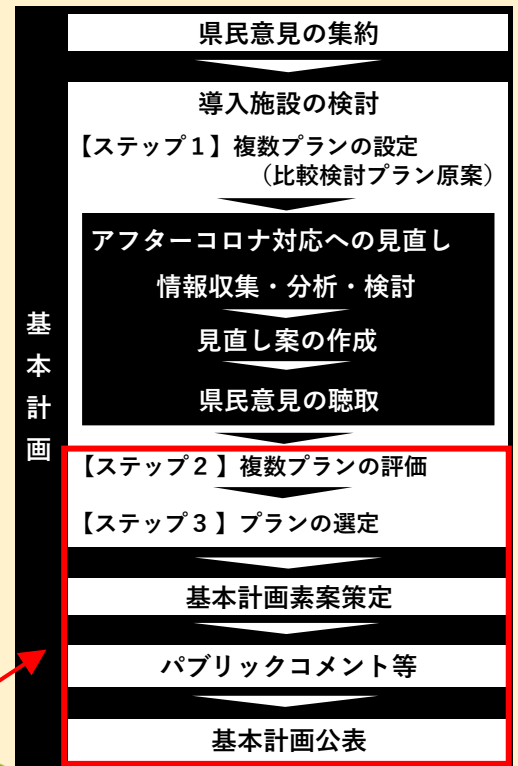 県民意見の集約
導入施設の検討
【ステップ１】複数プランの設定
（比較検討プラン原案）
アフターコロナ対応への見直し
情報収集・分析・検討
見直し案の作成
県民意見の聴取
基本計画
【ステップ２】複数プランの評価
【ステップ３】プランの選定
基本計画素案策定
パブリックコメント等
基本計画公表